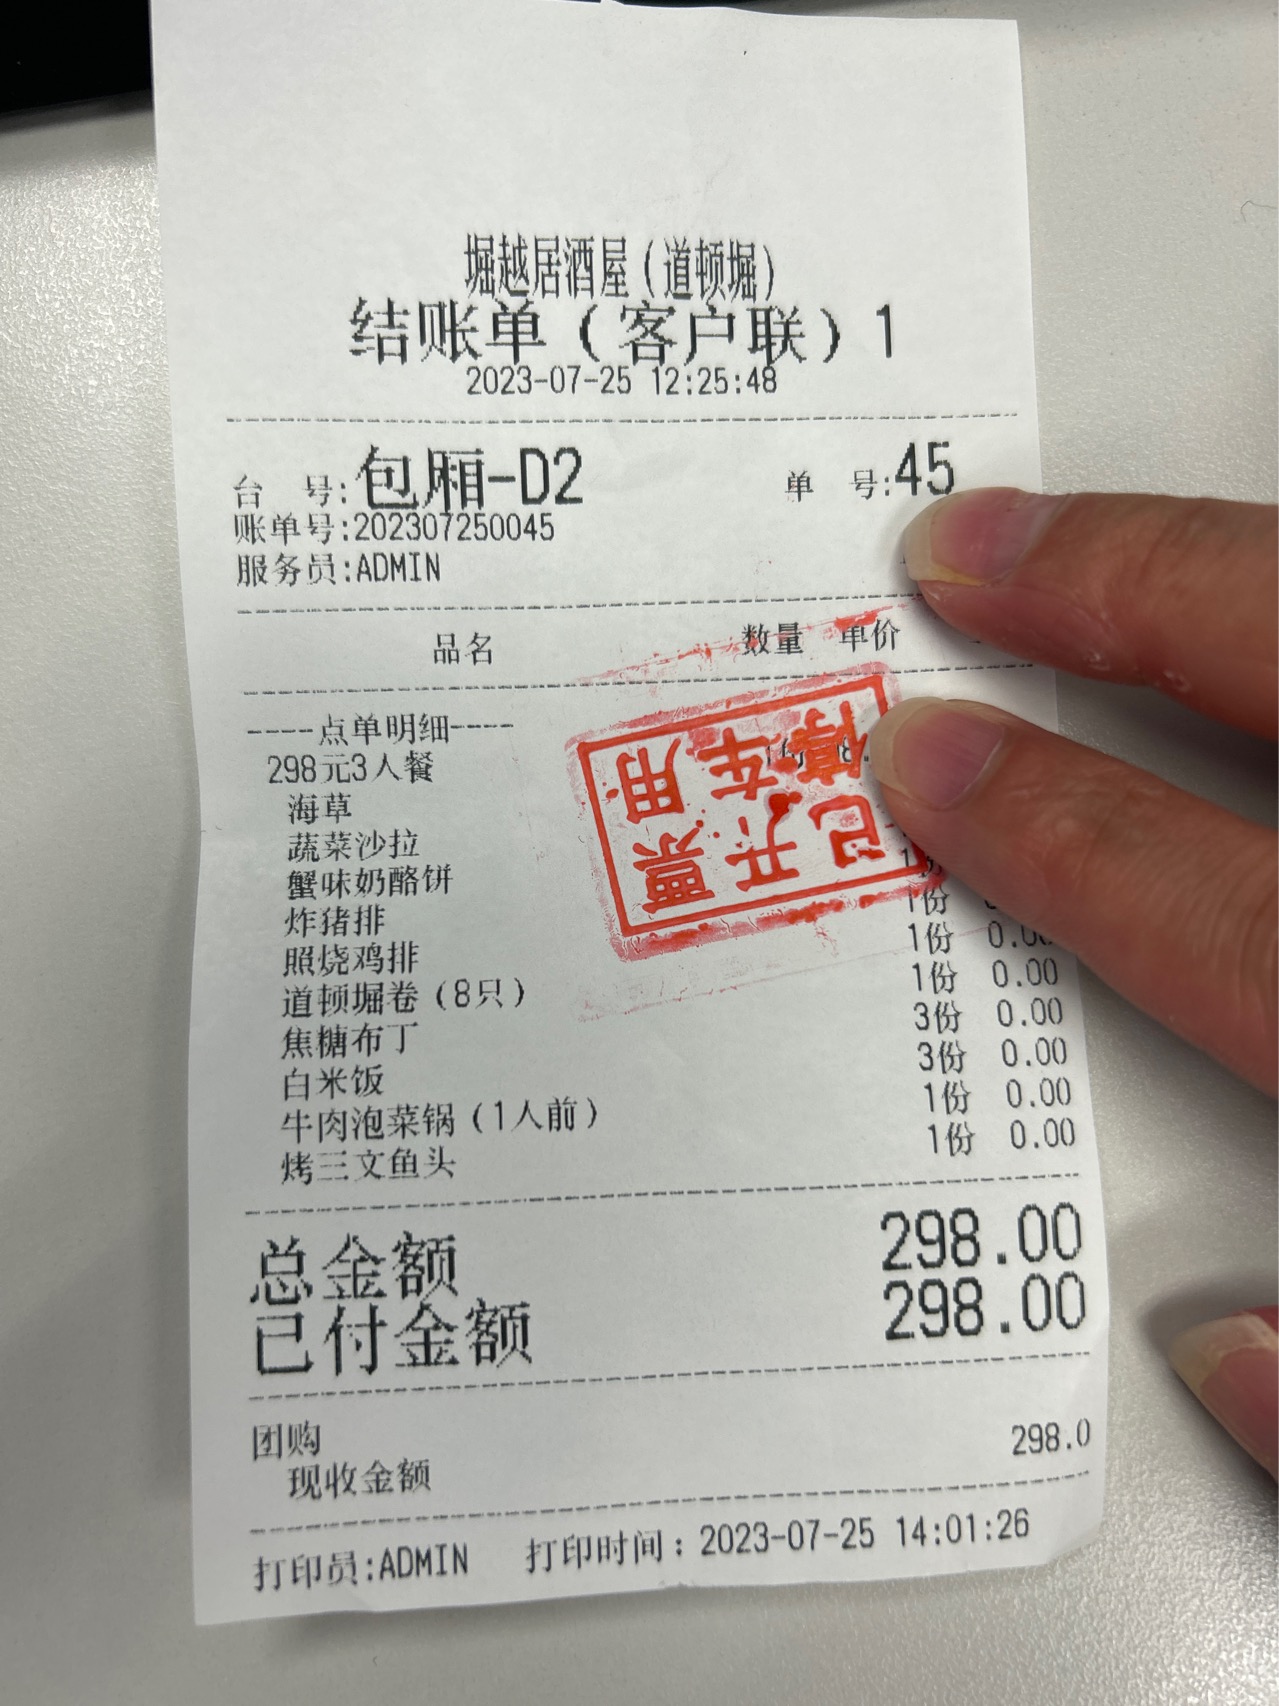 堀越居酒屋(道顿堀)
结账单(客户联)1
2023-07-25 12:25:48
台 号:包厢-D2 单 号:45
账单号:202307250045
服务员:ADMIN
品名 数量 单价
----点单明细----
298元3人餐
海草
蔬菜沙拉
蟹味奶酪饼 1份
炸猪排 1份
照烧鸡排 1份 0.00
道顿堀卷(8只) 1份 0.00
焦糖布丁 3份 0.00
白米饭 3份 0.00
牛肉泡菜锅(1人前) 1份 0.00
烤三文鱼头 1份 0.00
已开票
停车用
总金额 298.00
已付金额 298.00
团购 298.0
现收金额
打印员:ADMIN 打印时间:2023-07-25 14:01:26